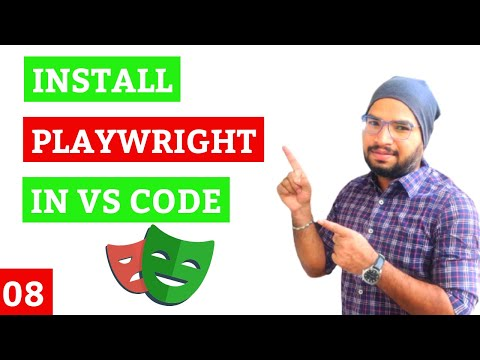 INSTALL
PLAYWRIGHT
IN VS CODE
08